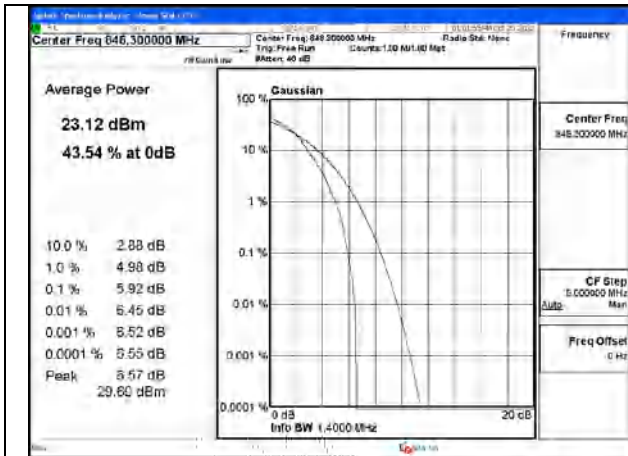 Center Freq 848.300000 MHz
Center Freq: 848.300000 MHz
Radio Std: None
Trig: Free Run
Counts: 1.00 M/1.00 Mpt
#Atten: 40 dB
Frequency
Average Power
23.12 dBm
43.54 % at 0dB
10.0 % 2.88 dB
1.0 % 4.98 dB
0.1 % 5.92 dB
0.01 % 6.45 dB
0.001 % 6.52 dB
0.0001 % 6.55 dB
Peak 6.57 dB
29.69 dBm
Gaussian
100 %
10 %
1 %
0.1 %
0.01 %
0.001 %
0.0001 %
0 dB
20 dB
Info BW 1.4000 MHz
Center Freq
848.300000 MHz
CF Step
5.000000 MHz
Auto Man
Freq Offset
0 Hz